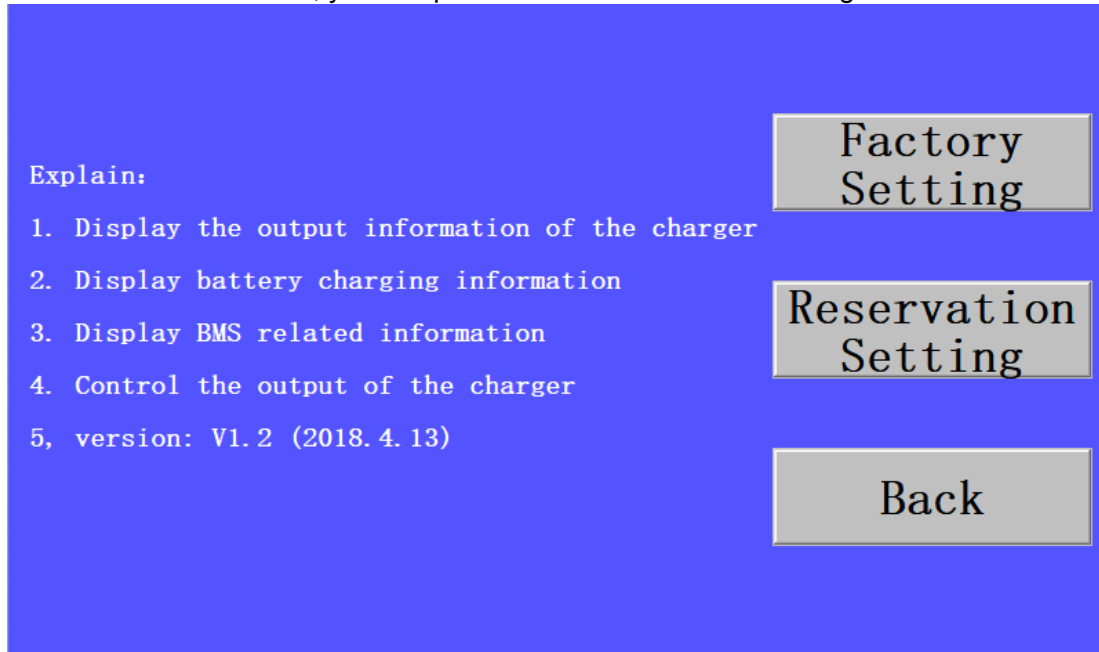 Explain:
1. Display the output information of the charger
2. Display battery charging information
3. Display BMS related information
4. Control the output of the charger
5, version: V1.2 (2018.4.13)
Factory
Setting
Reservation
Setting
Back